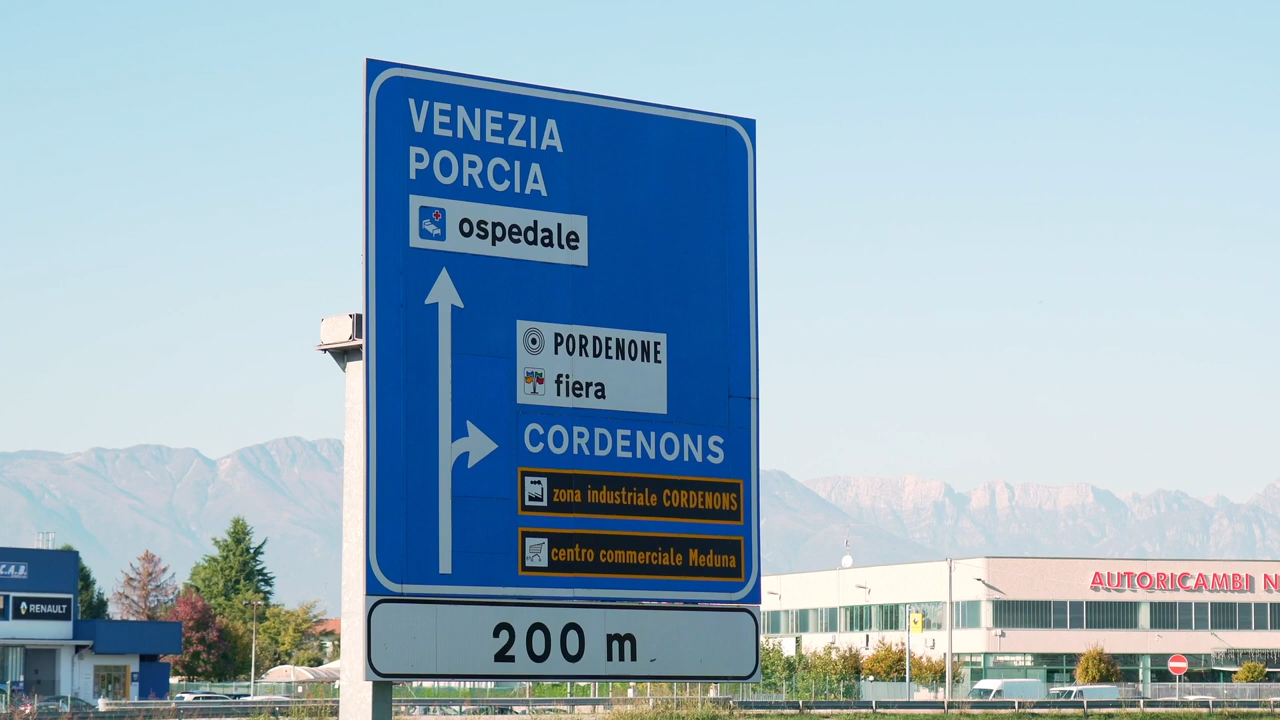 VENEZIA
PORCIA
ospedale
PORDENONE
fiera
CORDENONS
zona industriale CORDENONS
centro commerciale Meduna
200 m
C.A.B.
RENAULT
AUTORICAMBI N